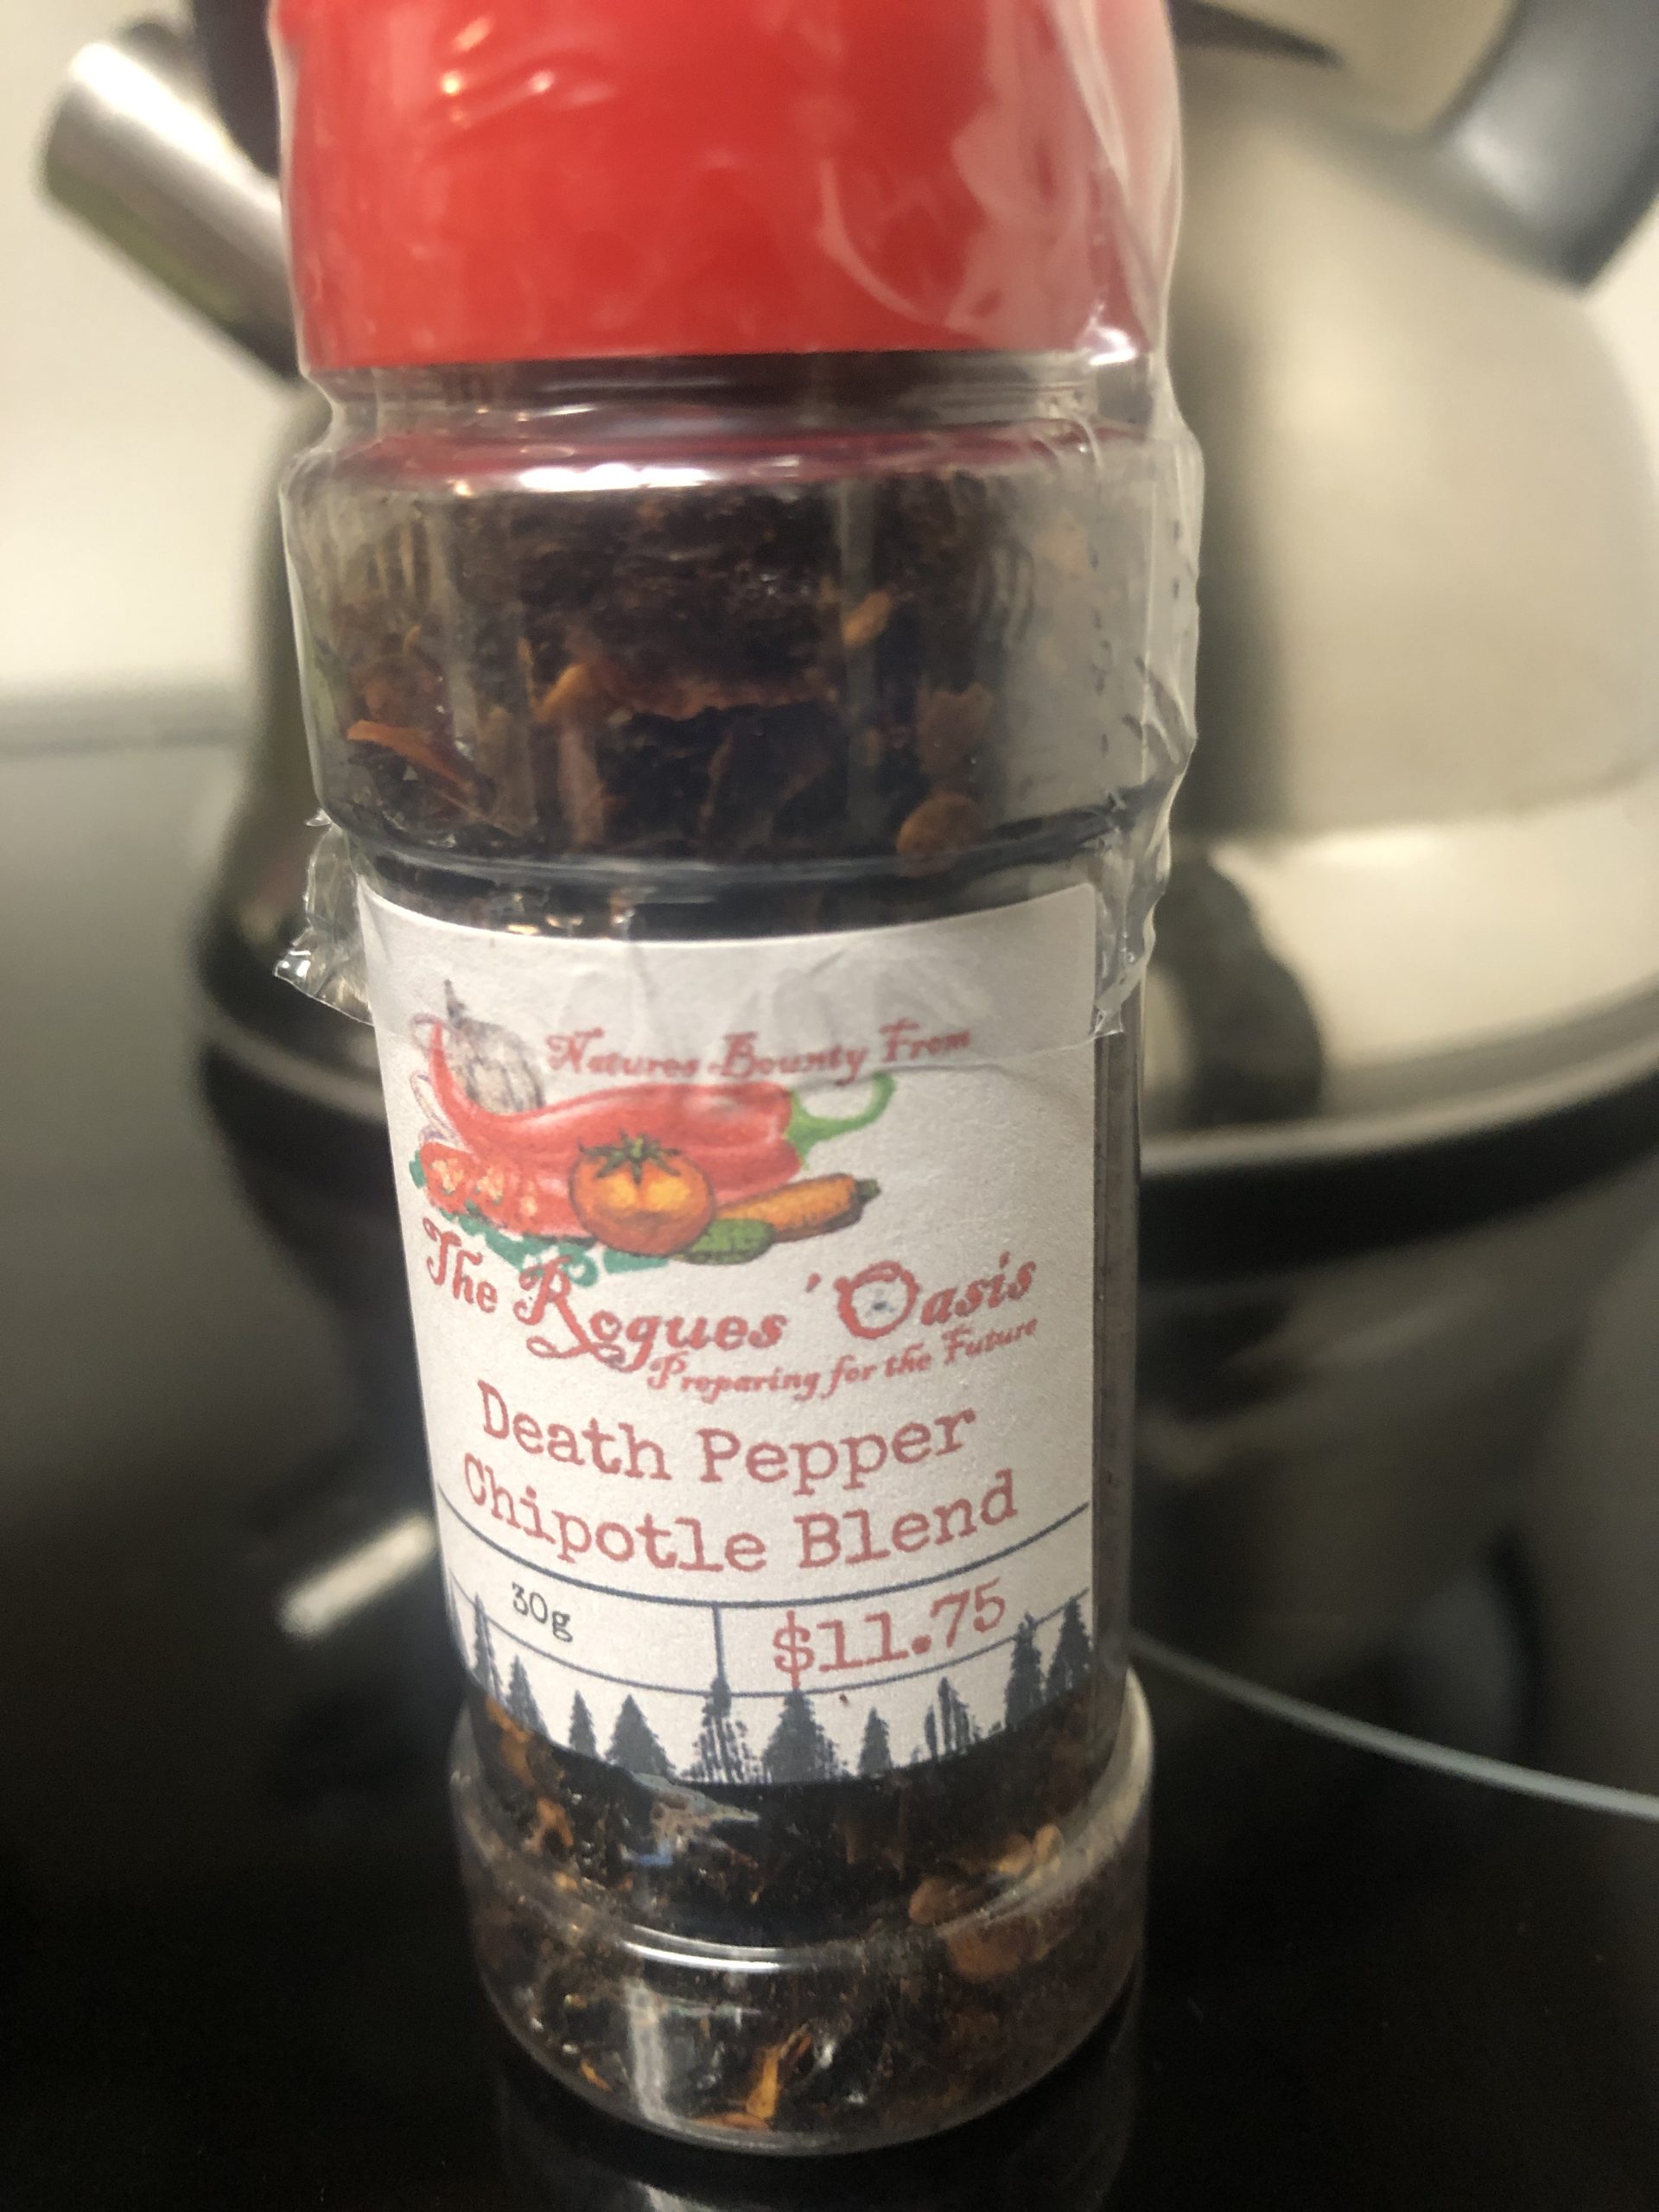 Natures Bounty From
The Rogues 'Oasis
Preparing for the Future
Death Pepper
Chipotle Blend
30g
$11.75